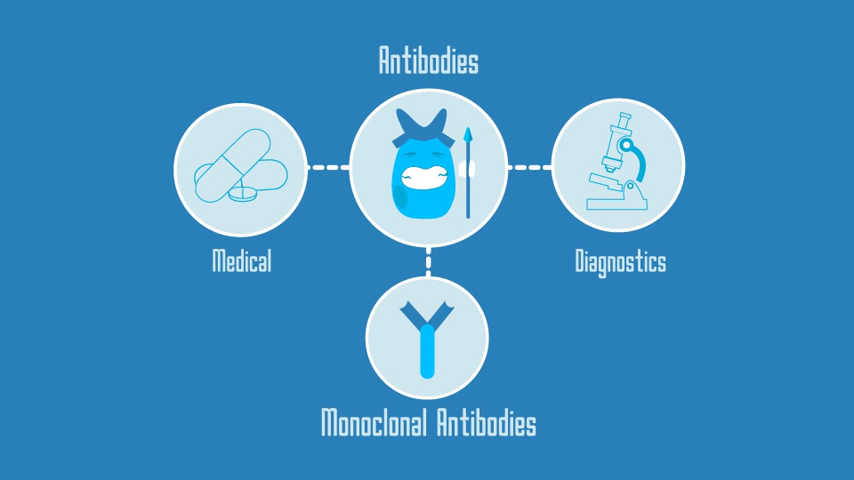 Antibodies
Medical
Diagnostics
Monoclonal Antibodies